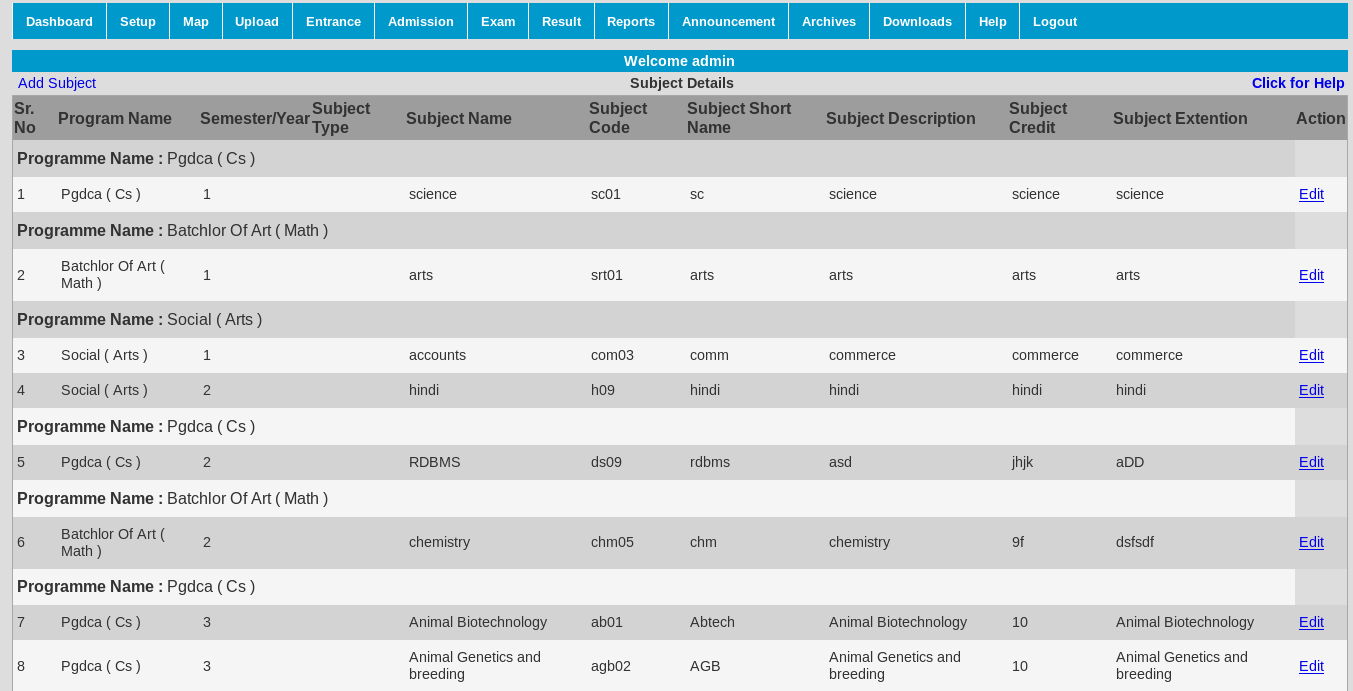 Dashboard Setup Map Upload Entrance Admission Exam Result Reports Announcement Archives Downloads Help Logout
Welcome admin
Add Subject Subject Details Click for Help
Sr. No Program Name Semester/Year Subject Type Subject Name Subject Code Subject Short Name Subject Description Subject Credit Subject Extention Action
Programme Name : Pgdca ( Cs )
1 Pgdca ( Cs ) 1 science sc01 sc science science science Edit
Programme Name : Batchlor Of Art ( Math )
2 Batchlor Of Art ( Math ) 1 arts srt01 arts arts arts arts Edit
Programme Name : Social ( Arts )
3 Social ( Arts ) 1 accounts com03 comm commerce commerce commerce Edit
4 Social ( Arts ) 2 hindi h09 hindi hindi hindi hindi Edit
Programme Name : Pgdca ( Cs )
5 Pgdca ( Cs ) 2 RDBMS ds09 rdbms asd jhjk aDD Edit
Programme Name : Batchlor Of Art ( Math )
6 Batchlor Of Art ( Math ) 2 chemistry chm05 chm chemistry 9f dsfsdf Edit
Programme Name : Pgdca ( Cs )
7 Pgdca ( Cs ) 3 Animal Biotechnology ab01 Abtech Animal Biotechnology 10 Animal Biotechnology Edit
8 Pgdca ( Cs ) 3 Animal Genetics and breeding agb02 AGB Animal Genetics and breeding 10 Animal Genetics and breeding Edit